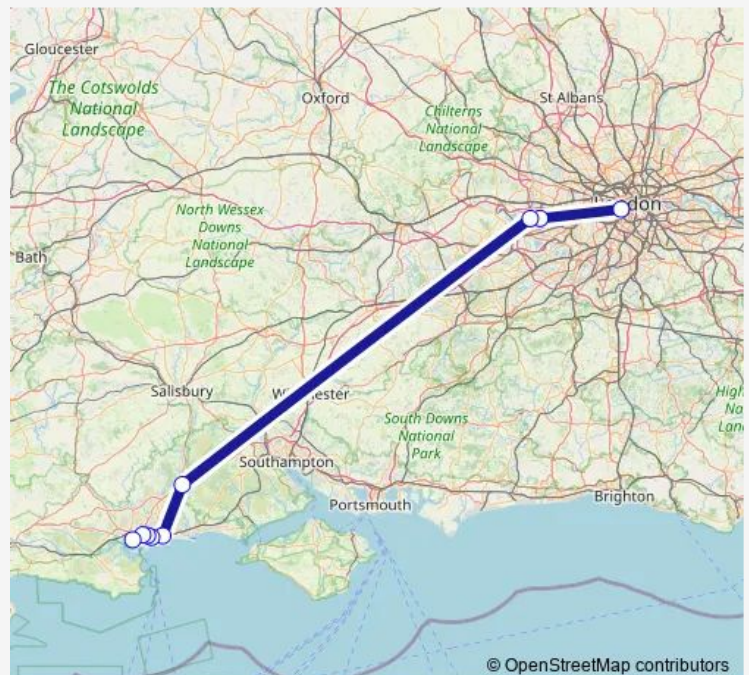 Gloucester
The Cotswolds
National
Landscape
Oxford
St Albans
Chilterns
National
Landscape
North Wessex
Downs
National
Landscape
Bath
Salisbury
South Downs
National
Park
Southampton
Portsmouth
Brighton
© OpenStreetMap contributors